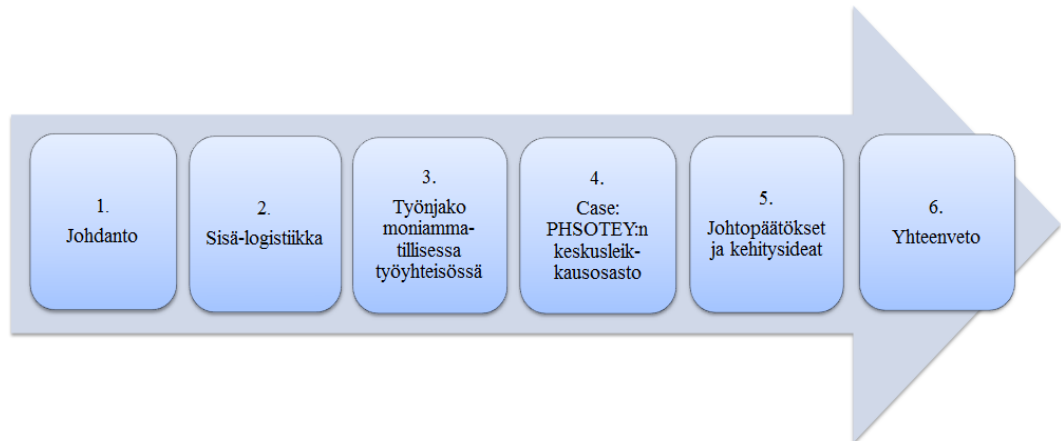 1.
Johdanto
2.
Sisä-logistiikka
3.
Työnjako
moniamma-
tillisessa
työyhteisössä
4.
Case:
PHSOTEY:n
keskusleik-
kausosasto
5.
Johtopäätökset
ja kehitysideat
6.
Yhteenveto